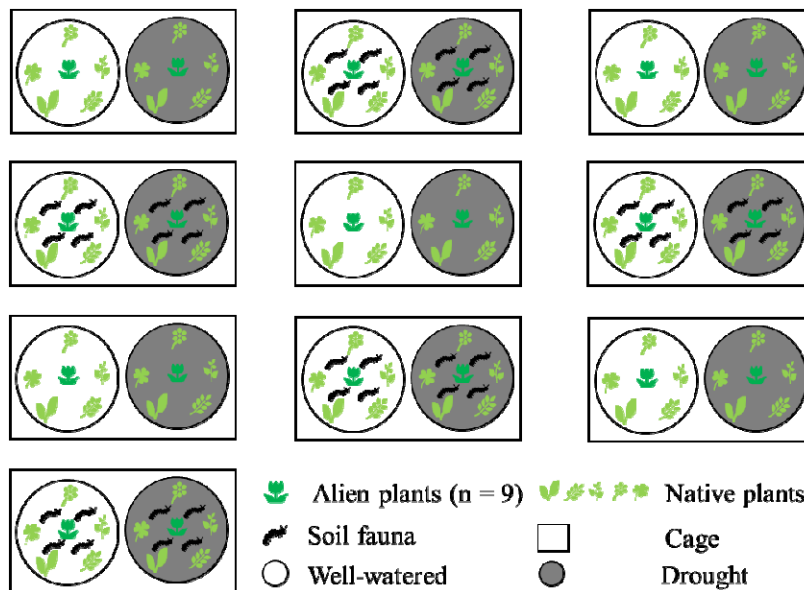 Alien plants (n = 9) Native plants
Soil fauna Cage
Well-watered Drought